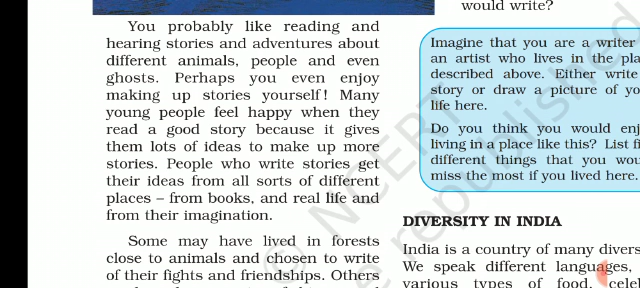 You probably like reading and
hearing stories and adventures about
different animals, people and even
ghosts. Perhaps you even enjoy
making up stories yourself! Many
young people feel happy when they
read a good story because it gives
them lots of ideas to make up more
stories. People who write stories get
their ideas from all sorts of different
places – from books, and real life and
from their imagination.
Some may have lived in forests
close to animals and chosen to write
of their fights and friendships. Others
would write?
Imagine that you are a writer
an artist who lives in the
described above. Either write
story or draw a picture of
life here.
Do you think you would
living in a place like this? List
different things that you
miss the most if you lived here.
DIVERSITY IN INDIA
India is a country of many
We speak different languages,
various types of food,
© NCERT
be republished